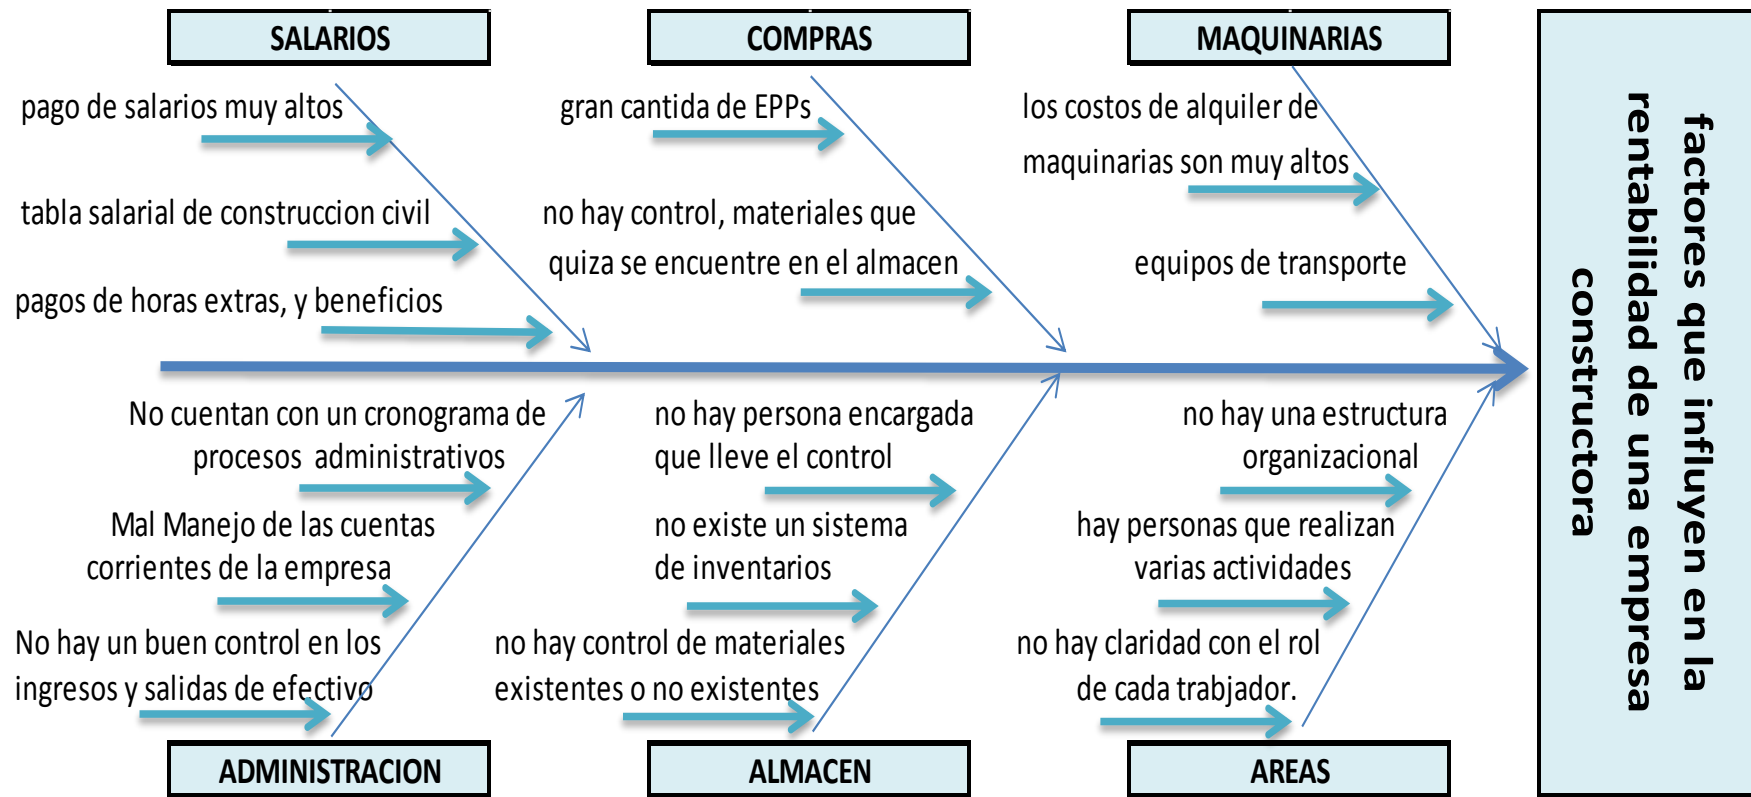 SALARIOS
pago de salarios muy altos
tabla salarial de construccion civil
pagos de horas extras, y beneficios
COMPRAS
gran cantida de EPPs
no hay control, materiales que
quiza se encuentre en el almacen
MAQUINARIAS
los costos de alquiler de
maquinarias son muy altos
equipos de transporte
No cuentan con un cronograma de
procesos administrativos
Mal Manejo de las cuentas
corrientes de la empresa
No hay un buen control en los
ingresos y salidas de efectivo
ADMINISTRACION
no hay persona encargada
que lleve el control
no existe un sistema
de inventarios
no hay control de materiales
existentes o no existentes
ALMACEN
no hay una estructura
organizacional
hay personas que realizan
varias actividades
no hay claridad con el rol
de cada trabjador.
AREAS
factores que influyen en la
rentabilidad de una empresa
constructora